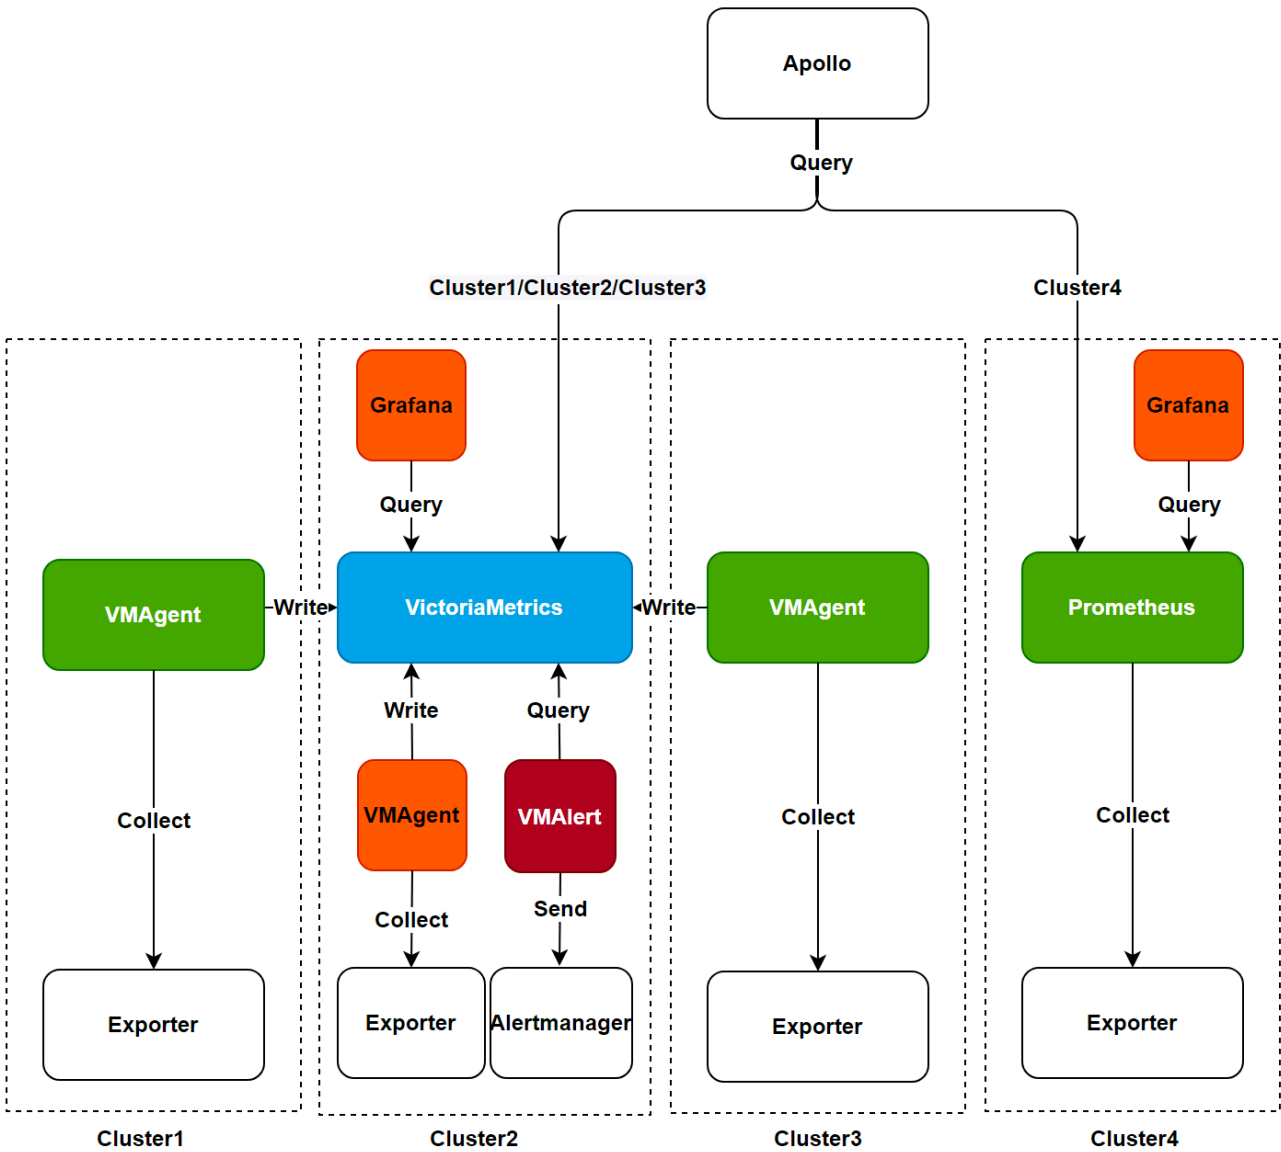 Apollo
Query
Cluster1/Cluster2/Cluster3
Cluster4
Grafana
Grafana
Query
Query
VMAgent
Write
VictoriaMetrics
Write
VMAgent
Prometheus
Write
Query
VMAgent
VMAlert
Collect
Collect
Collect
Collect
Send
Exporter
Exporter
Alertmanager
Exporter
Exporter
Cluster1
Cluster2
Cluster3
Cluster4